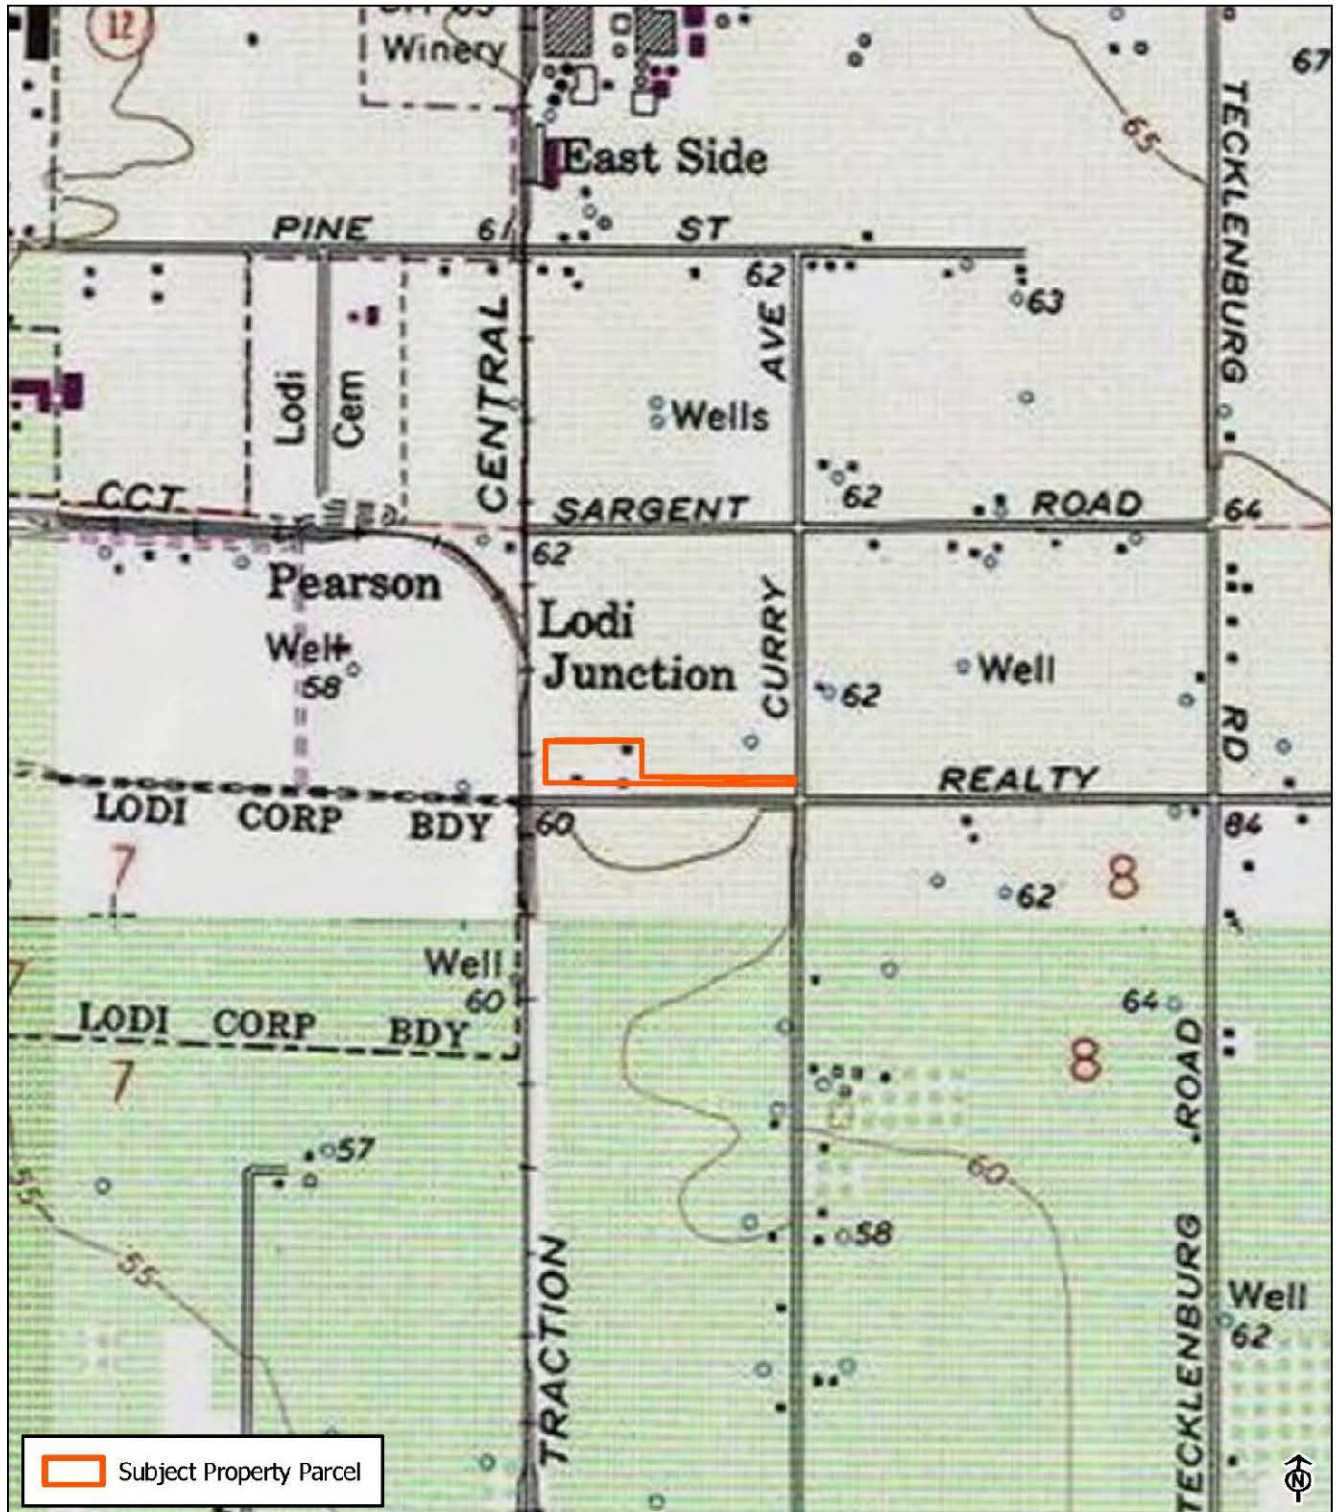 12
Winery
67
65
TECKLENBURG
East Side
PINE
61
ST
62
63
CENTRAL
AVE
Lodi
Cem
Wells
CCT
62
SARGENT
ROAD
64
62
Pearson
Lodi
Junction
CURRY
Well
58
62
Well
RD
REALTY
LODI CORP BDY
60
64
7
8
62
Well
60
64
7
LODI CORP BDY
8
ROAD
7
57
60
55
58
55
TRACTION
TECKLENBURG
Well
62
Subject Property Parcel
N